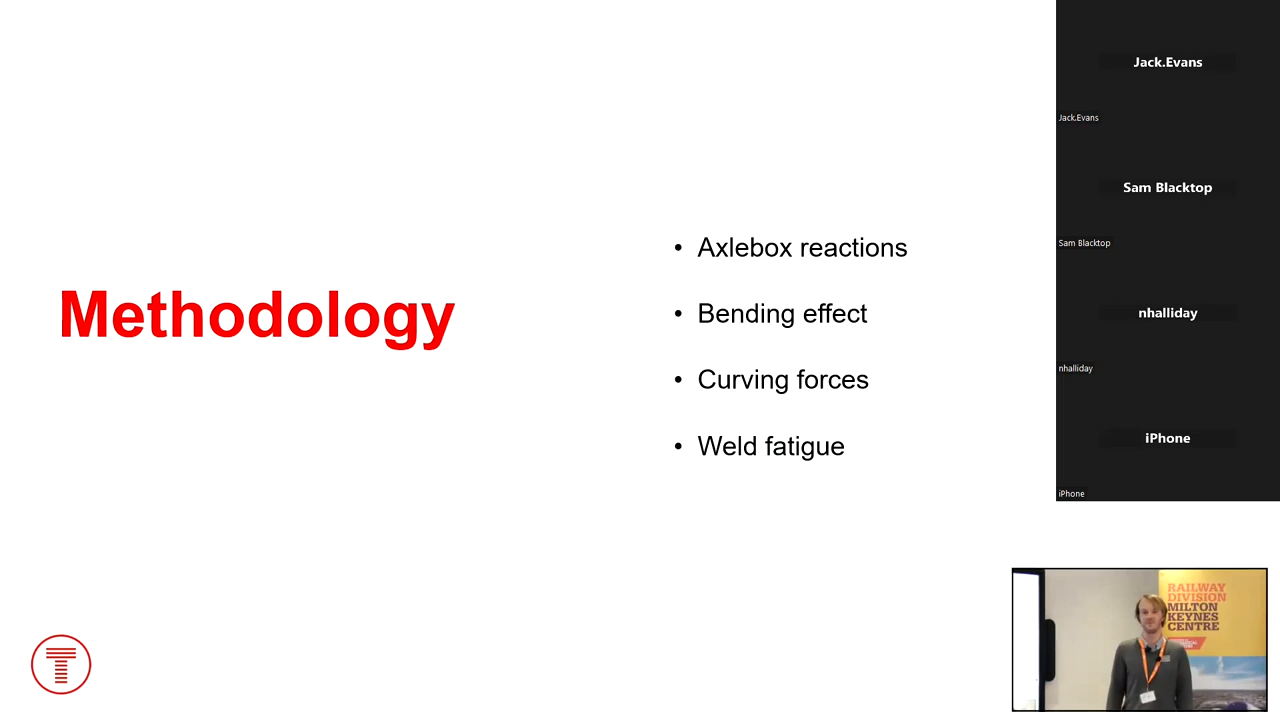 Methodology
• Axlebox reactions
• Bending effect
• Curving forces
• Weld fatigue
Jack.Evans
Jack.Evans
Sam Blacktop
Sam Blacktop
nhalliday
nhalliday
iPhone
iPhone
RAILWAY
DIVISION
MILTON
KEYNES
CENTRE